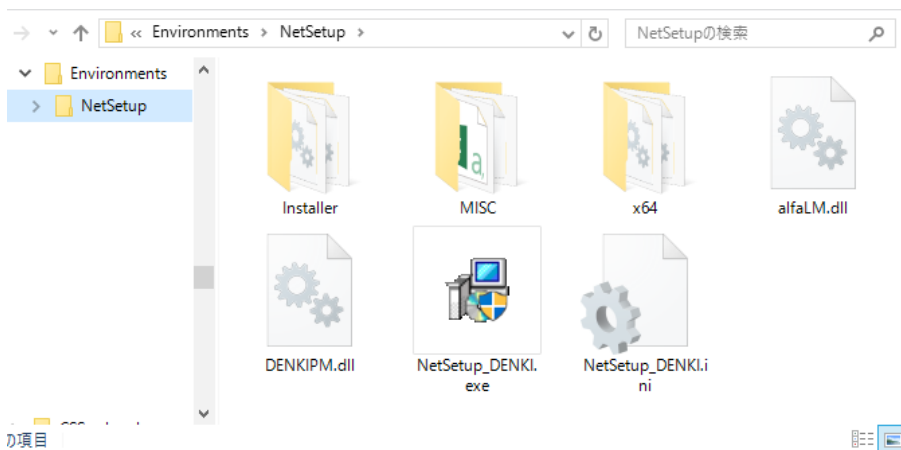 « Environments > NetSetup >
NetSetupの検索
Environments
NetSetup
Installer
MISC
x64
alfaLM.dll
DENKIPM.dll
NetSetup_DENKI.
exe
NetSetup_DENKI.i
ni
の項目